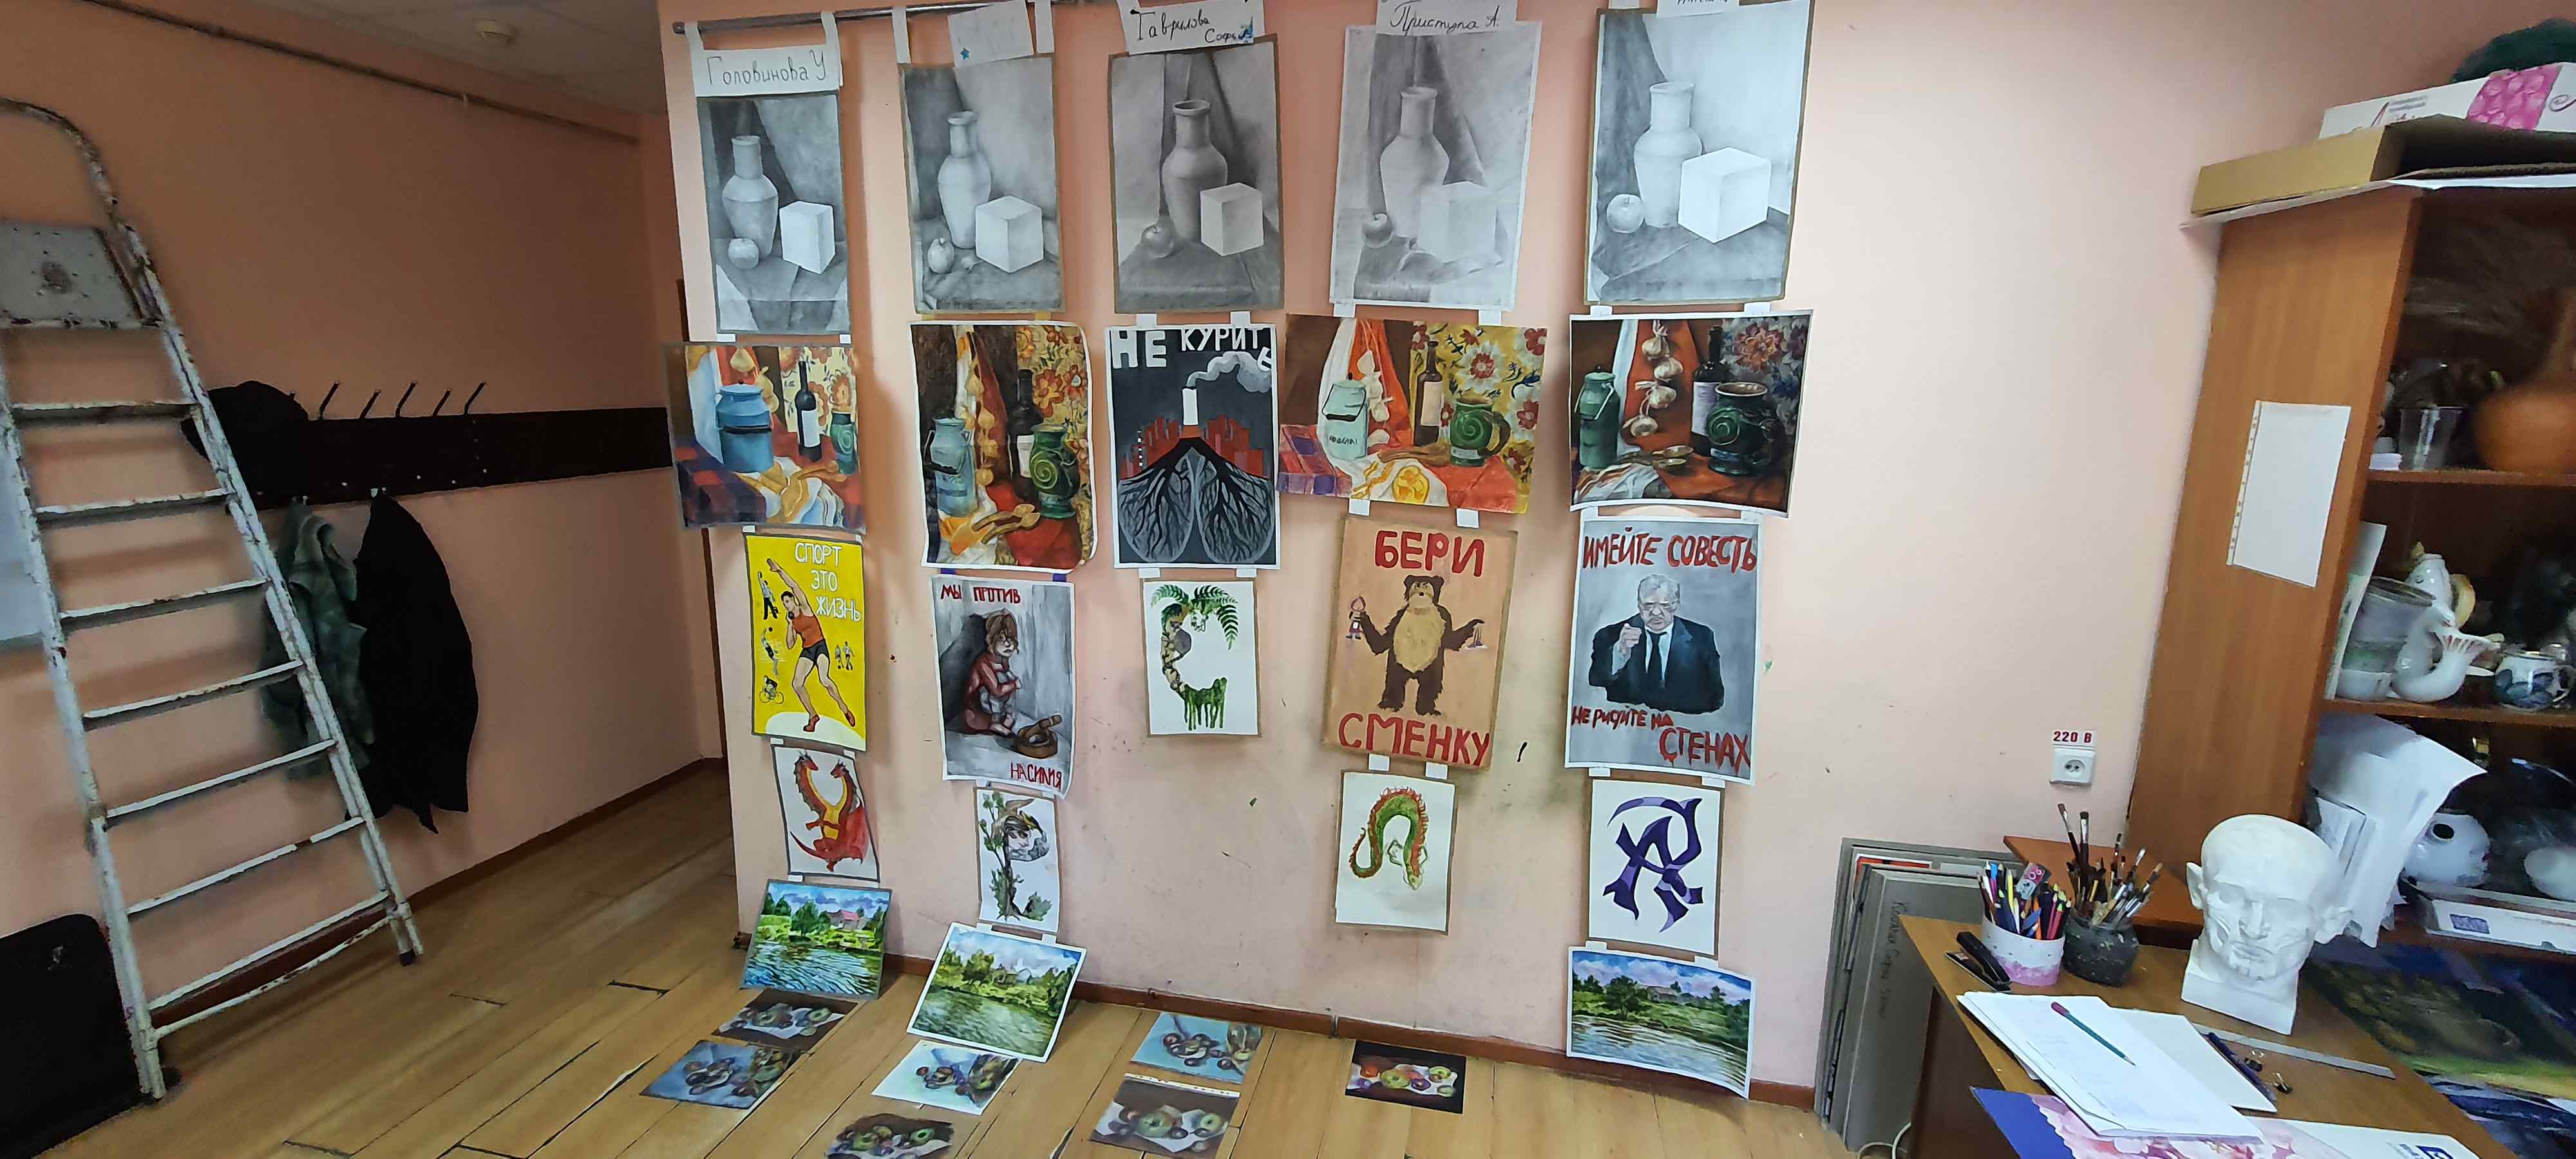 Головинова У
Гаврилова
Софья
Приступа А.
НЕ КУРИТЬ
СПОРТ
ЭТО
ЖИЗНЬ
МЫ ПРОТИВ
НАСИЛИЯ
БЕРИ
СМЕНКУ
ИМЕЙТЕ СОВЕСТЬ
НЕ РИСУЙТЕ НА
СТЕНАХ
220 В